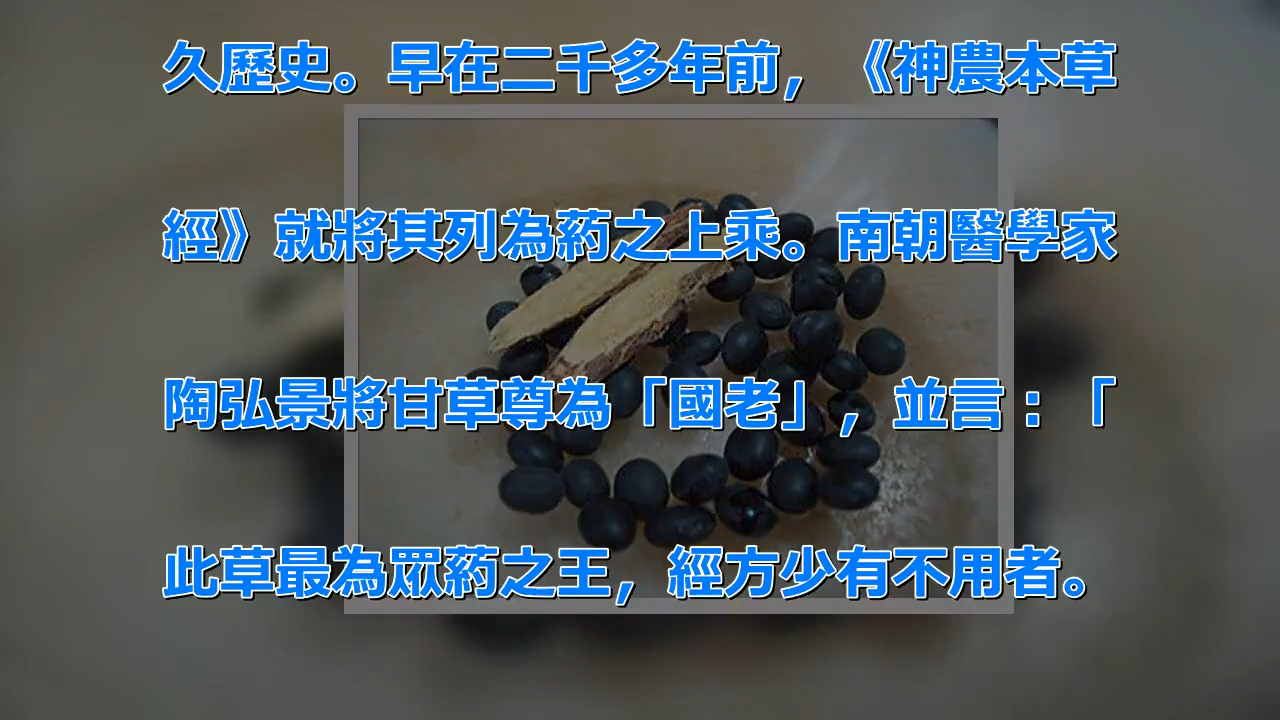 久歷史。早在二千多年前，《神農本草
經》就將其列為葯之上乘。南朝醫學家
陶弘景將甘草尊為「國老」，並言：「
此草最為眾葯之王，經方少有不用者。